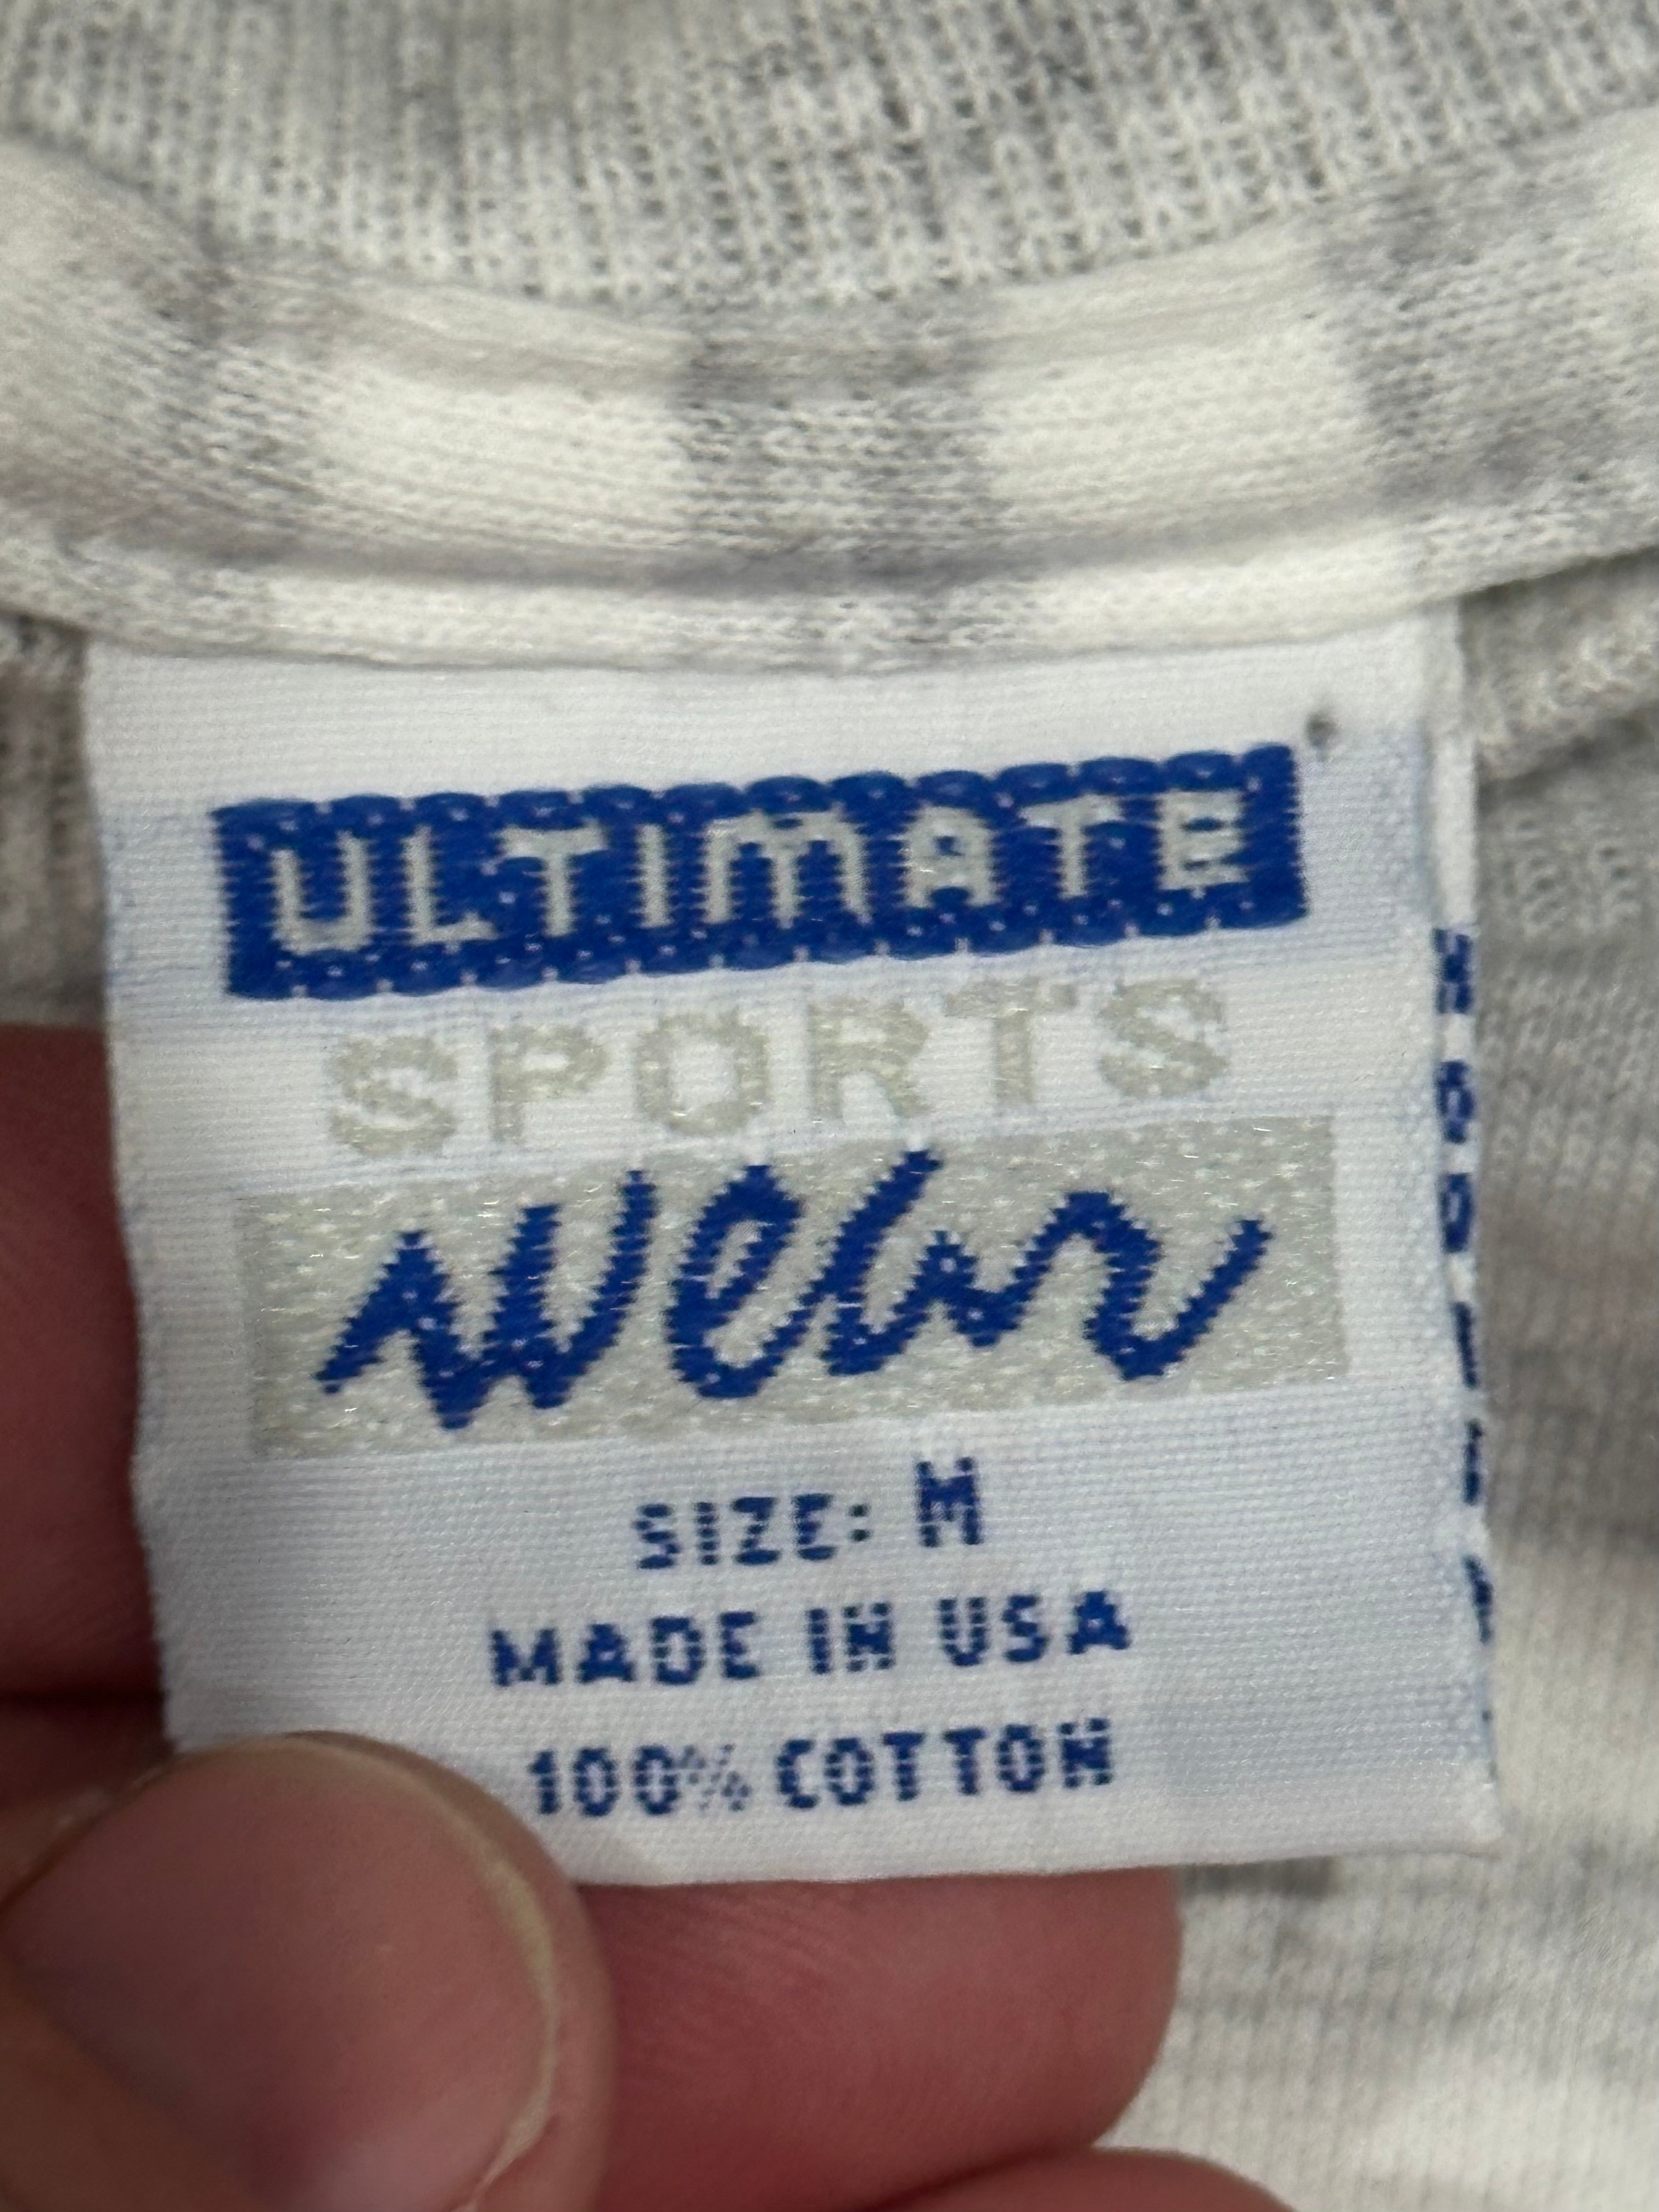 ULTIMATE
SPORTS
Wear
SIZE: M
MADE IN USA
100% COTTON